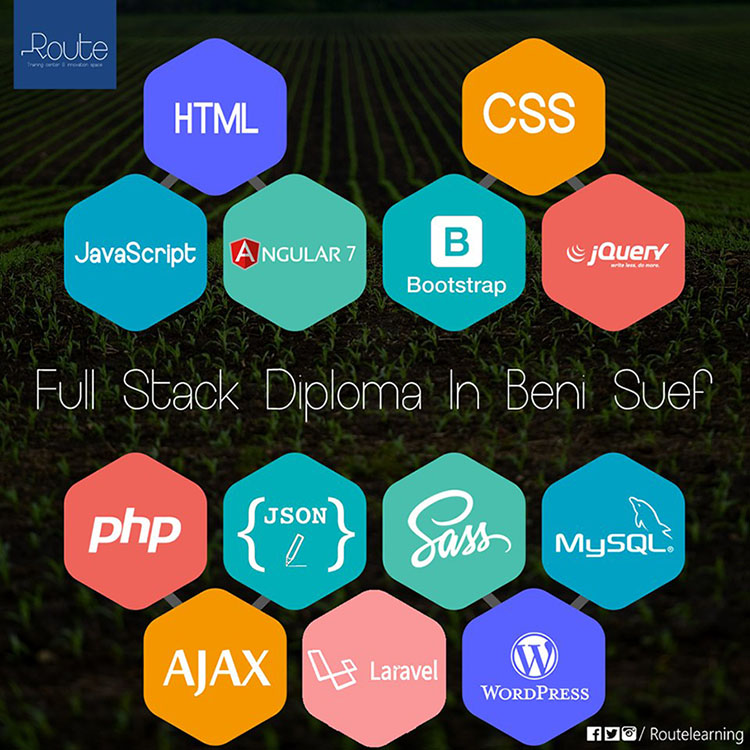 Route
Training center & innovation space
HTML
CSS
JavaScript
ANGULAR 7
B
Bootstrap
jQuery
write less, do more.
Full Stack Diploma In Beni Suef
php
{JSON}
Sass
MySQL®
AJAX
Laravel
W
WORDPRESS
/ Routelearning